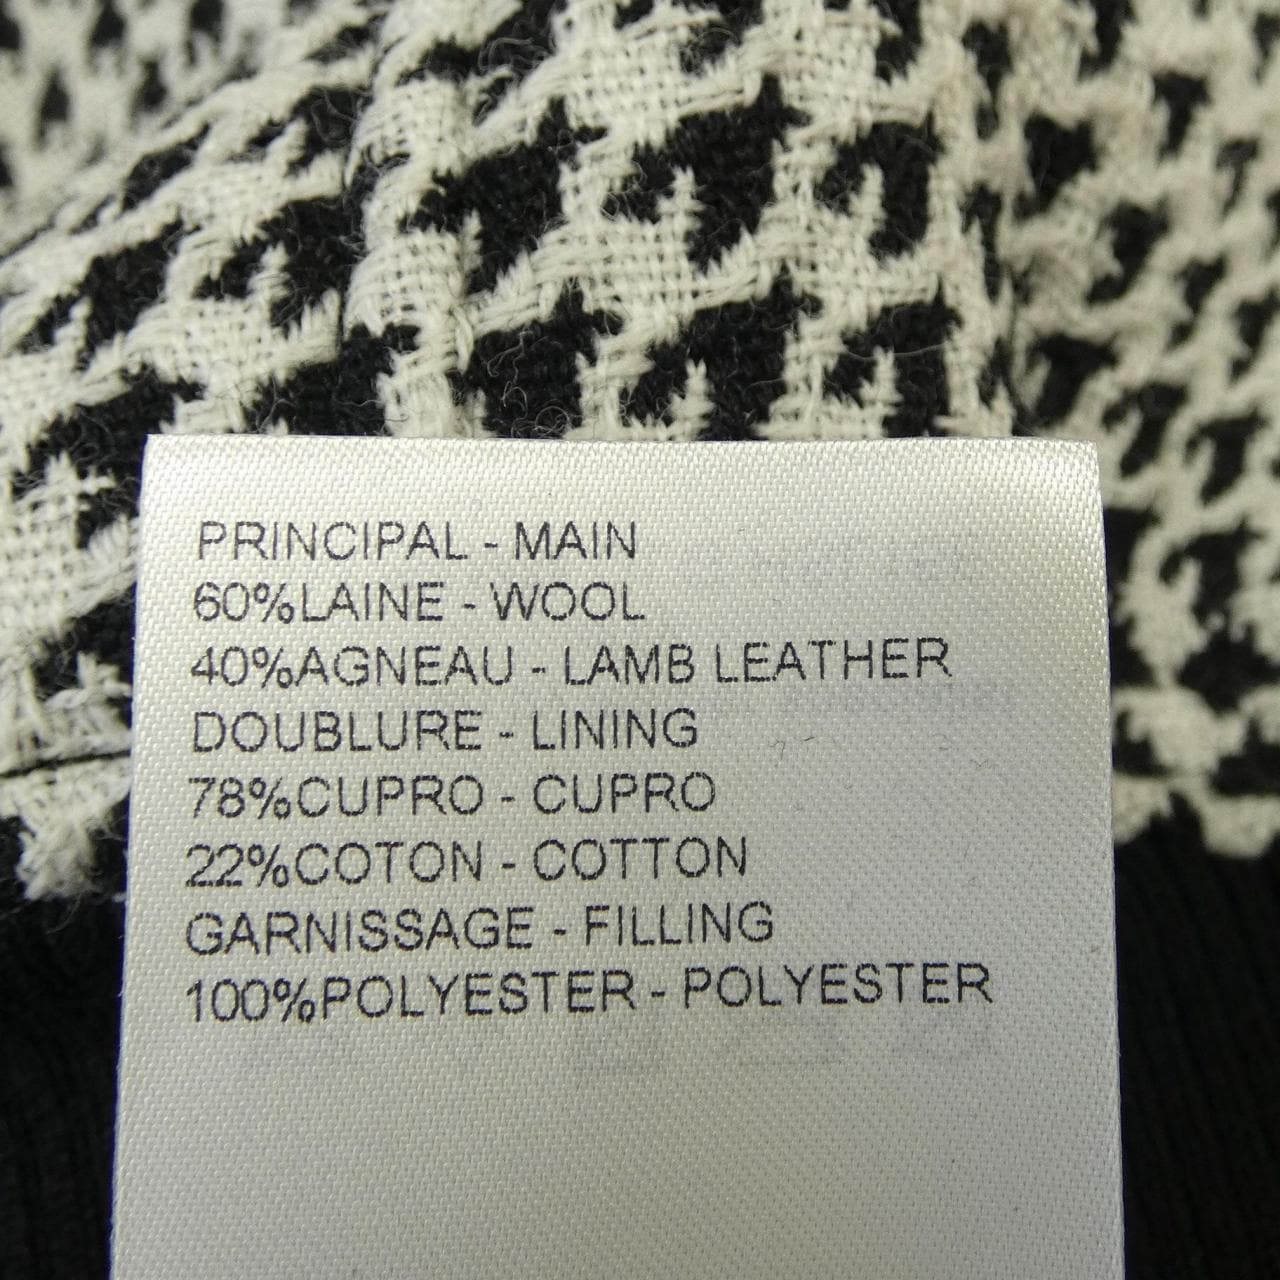 PRINCIPAL - MAIN
60%LAINE - WOOL
40%AGNEAU - LAMB LEATHER
DOUBLURE - LINING
78%CUPRO - CUPRO
22%COTON - COTTON
GARNISSAGE - FILLING
100%POLYESTER - POLYESTER